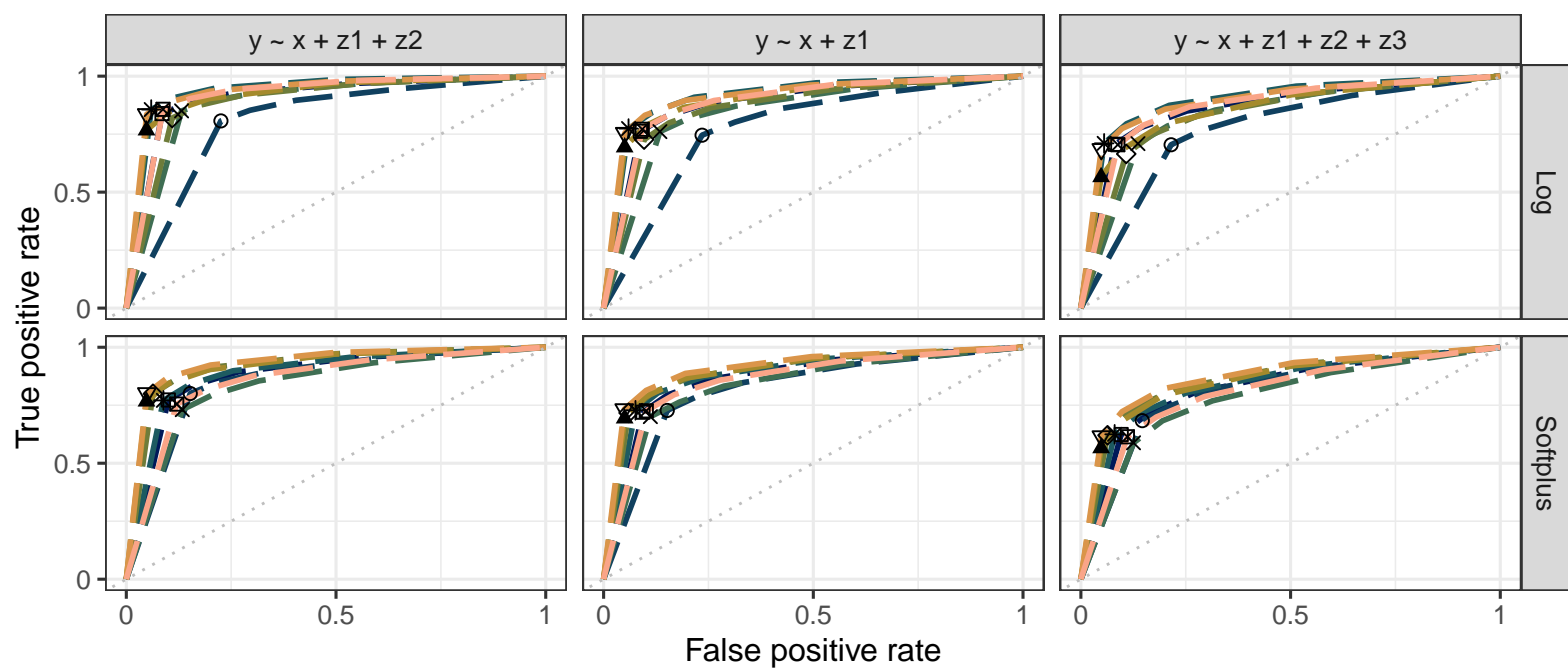 y ~ x + z1 + z2
y ~ x + z1
y ~ x + z1 + z2 + z3
True positive rate
1
0.5
0
Log
1
0.5
0
Softplus
0
0.5
1
0
0.5
1
0
0.5
1
False positive rate